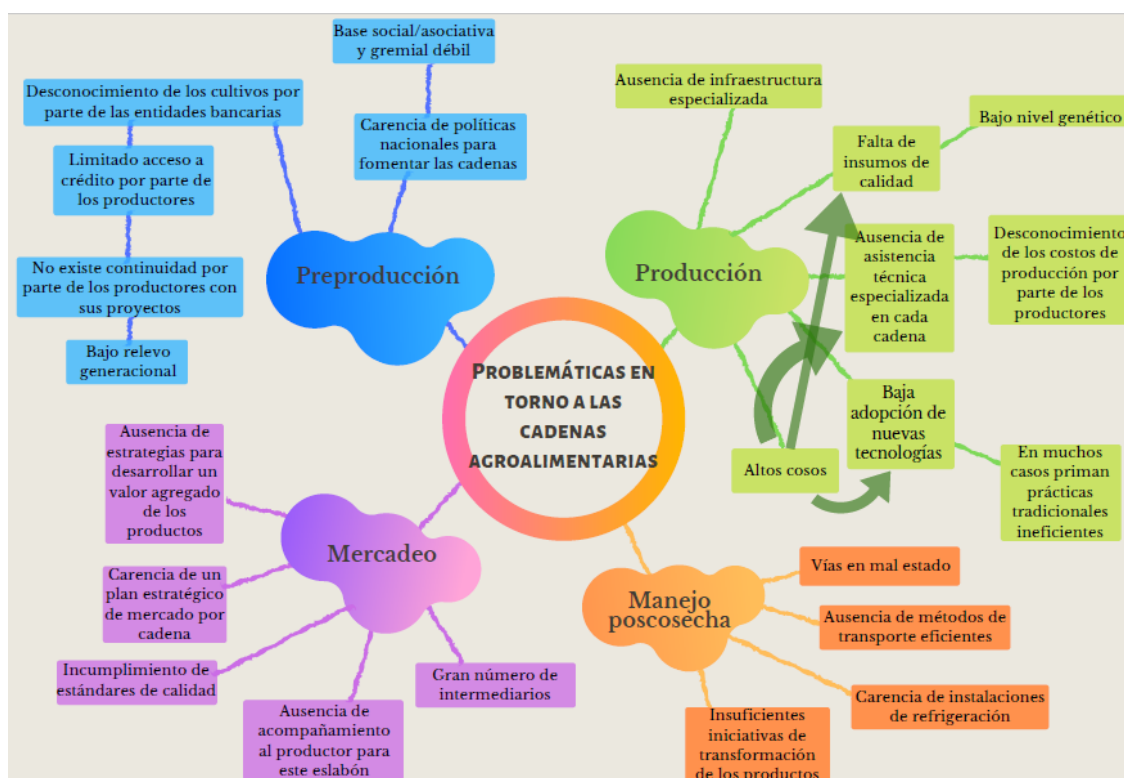 Base social/asociativa
y gremial débil
Desconocimiento de los cultivos por
parte de las entidades bancarias
Carencia de políticas
nacionales para
fomentar las cadenas
Limitado acceso a
crédito por parte de
los productores
No existe continuidad por
parte de los productores con
sus proyectos
Bajo relevo
generacional
Preproducción
Ausencia de infraestructura
especializada
Bajo nivel genético
Falta de
insumos de
calidad
Producción
Ausencia de
asistencia
técnica
especializada
en cada
cadena
Desconocimiento
de los costos de
producción por
parte de los
productores
Baja
adopción de
nuevas
tecnologías
Altos cosos
En muchos
casos priman
prácticas
tradicionales
ineficientes
PROBLEMÁTICAS EN
TORNO A LAS
CADENAS
AGROALIMENTARIAS
Ausencia de
estrategias para
desarrollar un
valor agregado
de los
productos
Mercadeo
Carencia de un
plan estratégico
de mercado por
cadena
Incumplimiento de
estándares de calidad
Ausencia de
acompañamiento
al productor para
este eslabón
Gran número de
intermediarios
Manejo
poscosecha
Vías en mal estado
Ausencia de métodos de
transporte eficientes
Carencia de instalaciones
de refrigeración
Insuficientes
iniciativas de
transformación
de los productos